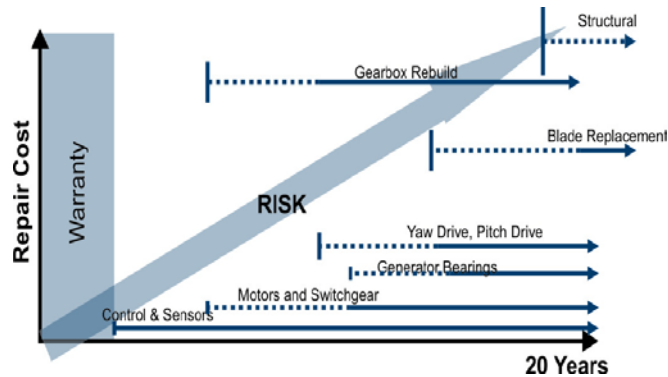 Structural
Gearbox Rebuild
Blade Replacement
Repair Cost
Warranty
RISK
Yaw Drive, Pitch Drive
Generator Bearings
Motors and Switchgear
Control & Sensors
20 Years